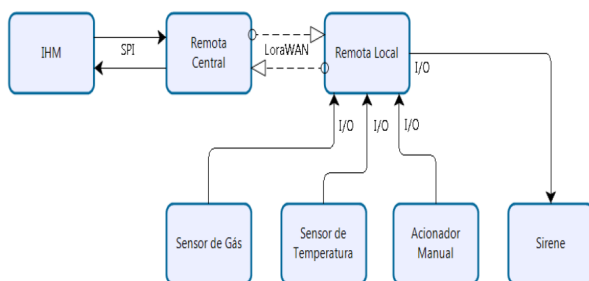 IHM
SPI
Remota
Central
LoraWAN
Remota Local
I/O
I/O
I/O
I/O
Sensor de Gás
Sensor de
Temperatura
Acionador
Manual
Sirene